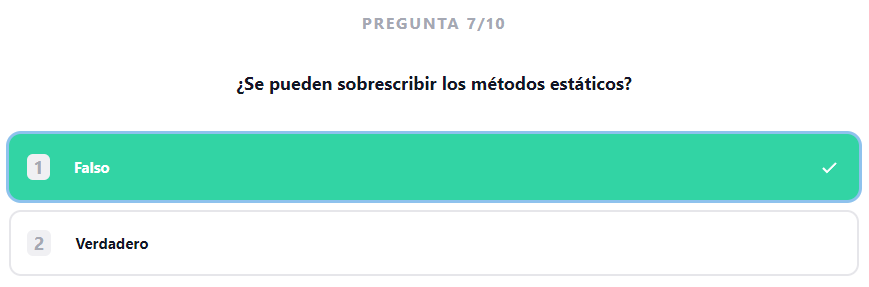 PREGUNTA 7/10
¿Se pueden sobrescribir los métodos estáticos?
1 Falso
2 Verdadero